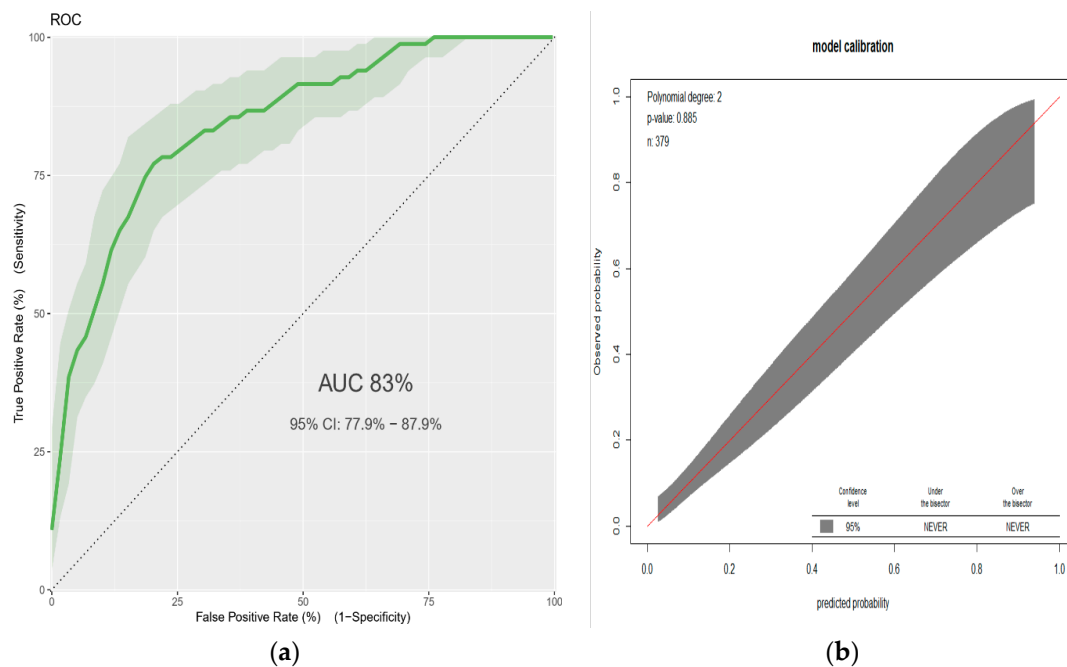 ROC
100
75
50
25
0
True Positive Rate (%) (Sensitivity)
AUC 83%
95% CI: 77.9% − 87.9%
0 25 50 75 100
False Positive Rate (%) (1−Specificity)
(a)
model calibration
Polynomial degree: 2
p-value: 0.885
n: 379
1.0
0.8
0.6
0.4
0.2
0.0
Observed probability
Confidence Under Over
level the bisector the bisector
95% NEVER NEVER
0.0 0.2 0.4 0.6 0.8 1.0
predicted probability
(b)